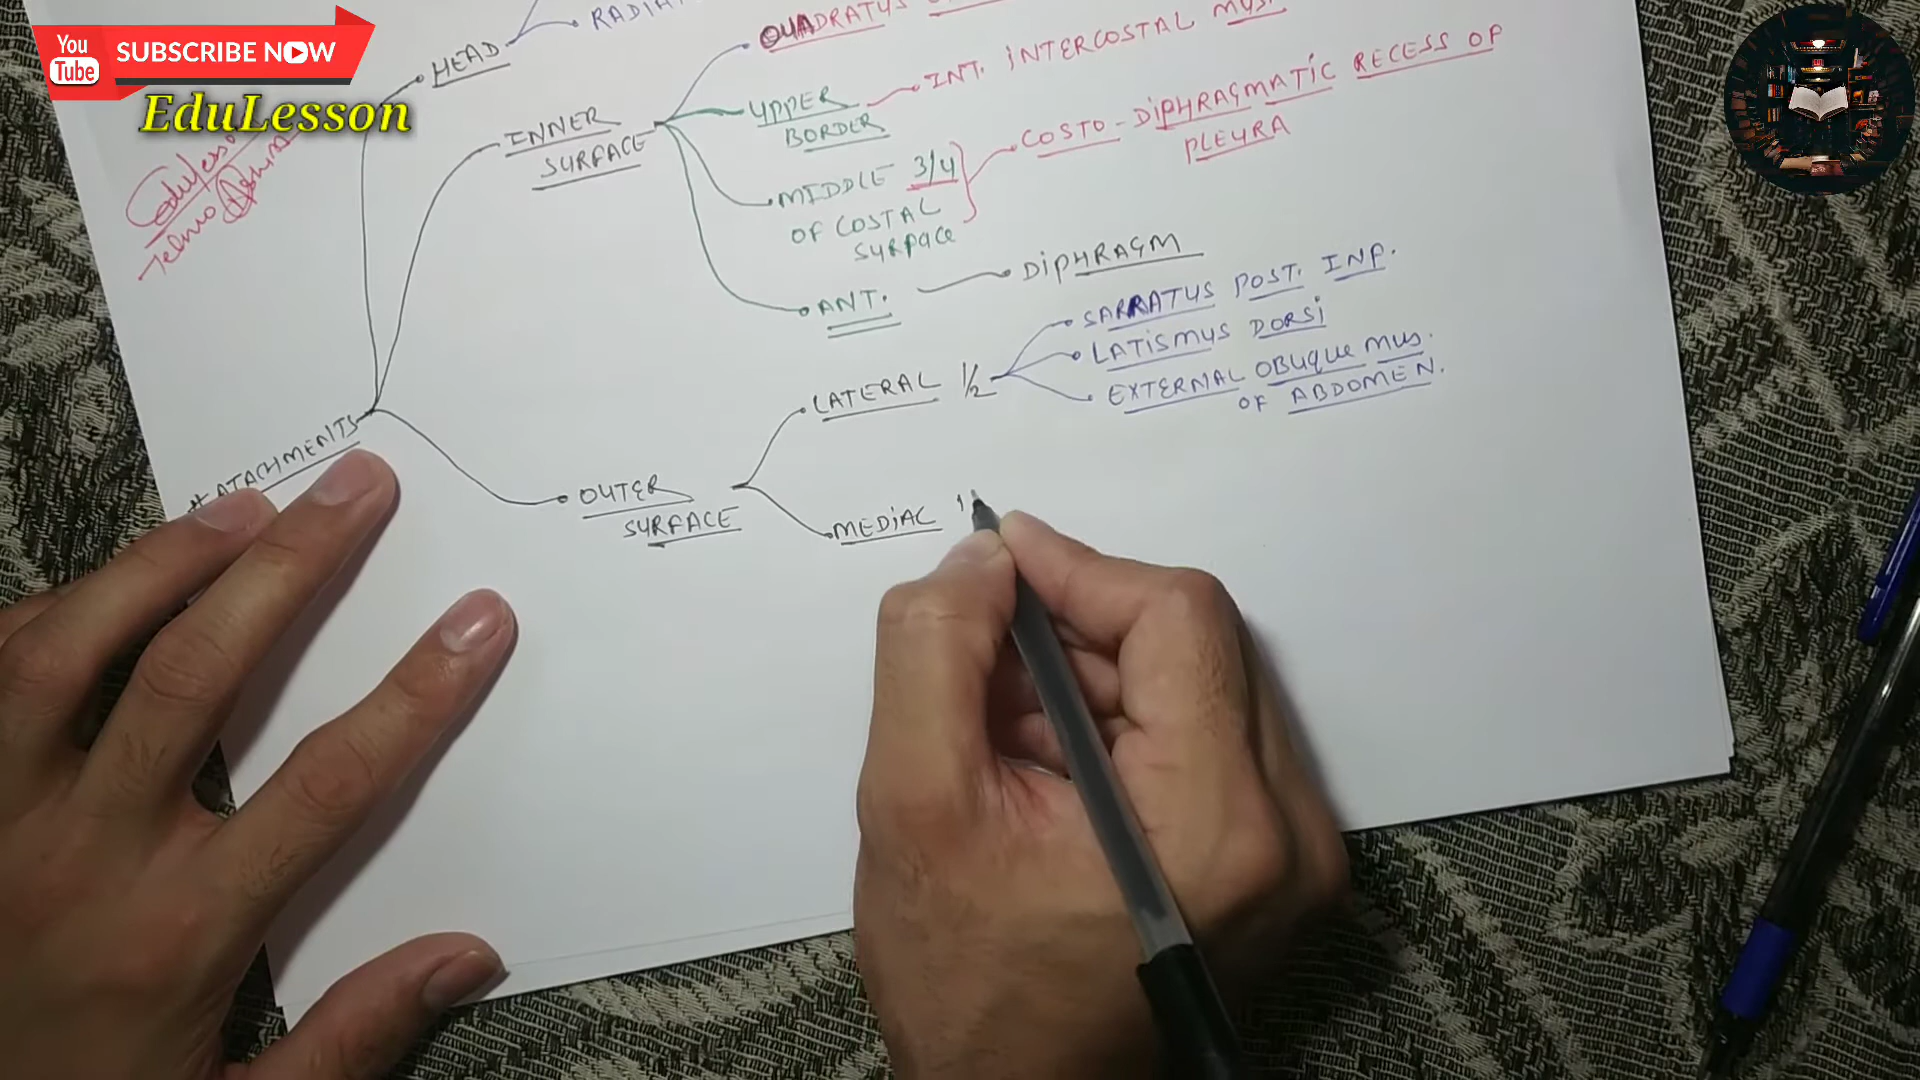 You
Tube
SUBSCRIBE NOW
EduLesson
HEAD
INNER
SURFACE
QUADRATUS
UPPER
BORDER
INT. INTERCOSTAL
MIDDLE 3/4
OF COSTAL
SURFACE
COSTO-DIPHRAGMATIC RECESS OF
PLEURA
ANT.
DIPHRAGM
# ATACHMENTS
OUTER
SURFACE
LATERAL 1/2
SARRATUS POST. INF.
LATISMUS DORSI
EXTERNAL OBLIQUE MUS.
OF ABDOMEN.
MEDIAL